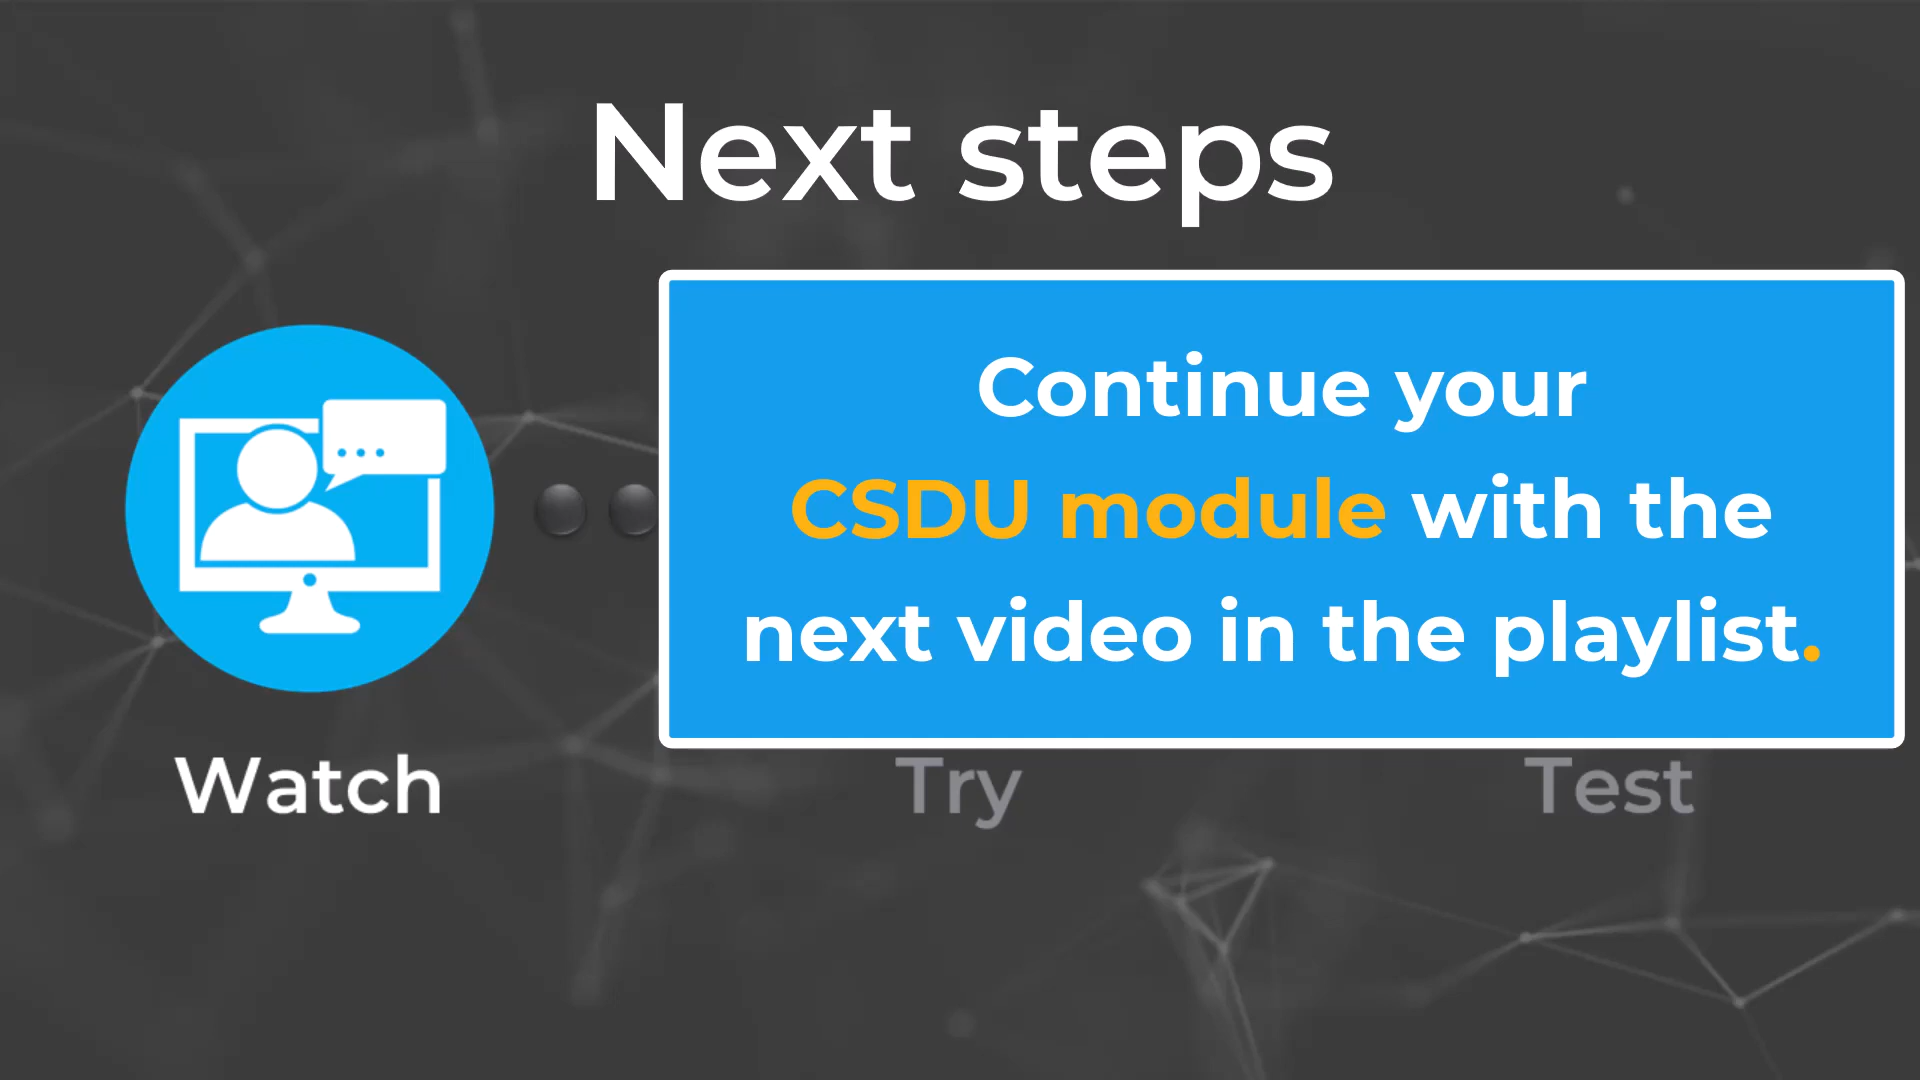 Next steps
Continue your
CSDU module with the
next video in the playlist.
Watch
Try
Test